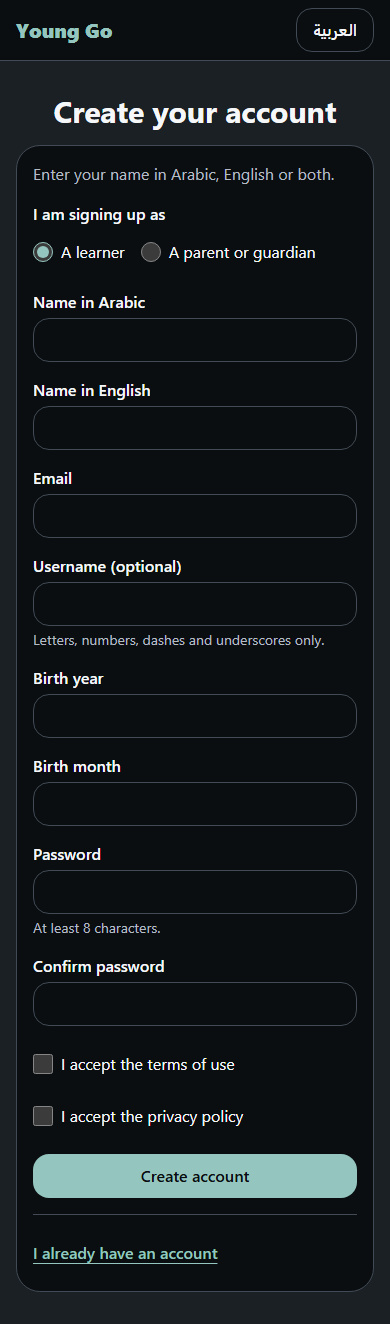 Young Go
العربية
Create your account
Enter your name in Arabic, English or both.
I am signing up as
A learner
A parent or guardian
Name in Arabic
Name in English
Email
Username (optional)
Letters, numbers, dashes and underscores only.
Birth year
Birth month
Password
At least 8 characters.
Confirm password
I accept the terms of use
I accept the privacy policy
Create account
I already have an account